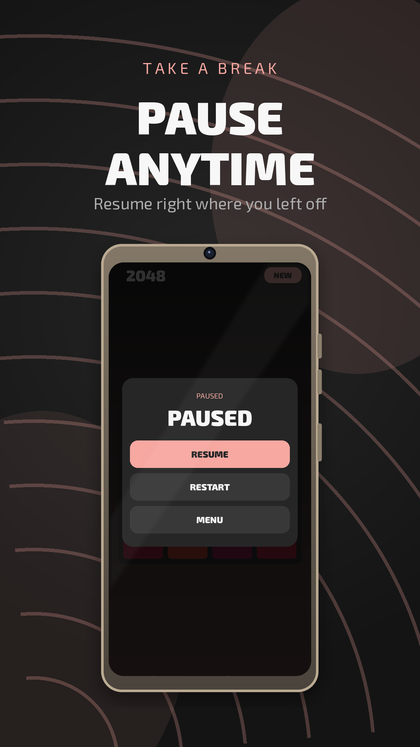 TAKE A BREAK
PAUSE
ANYTIME
Resume right where you left off
2048
NEW
PAUSED
PAUSED
RESUME
RESTART
MENU